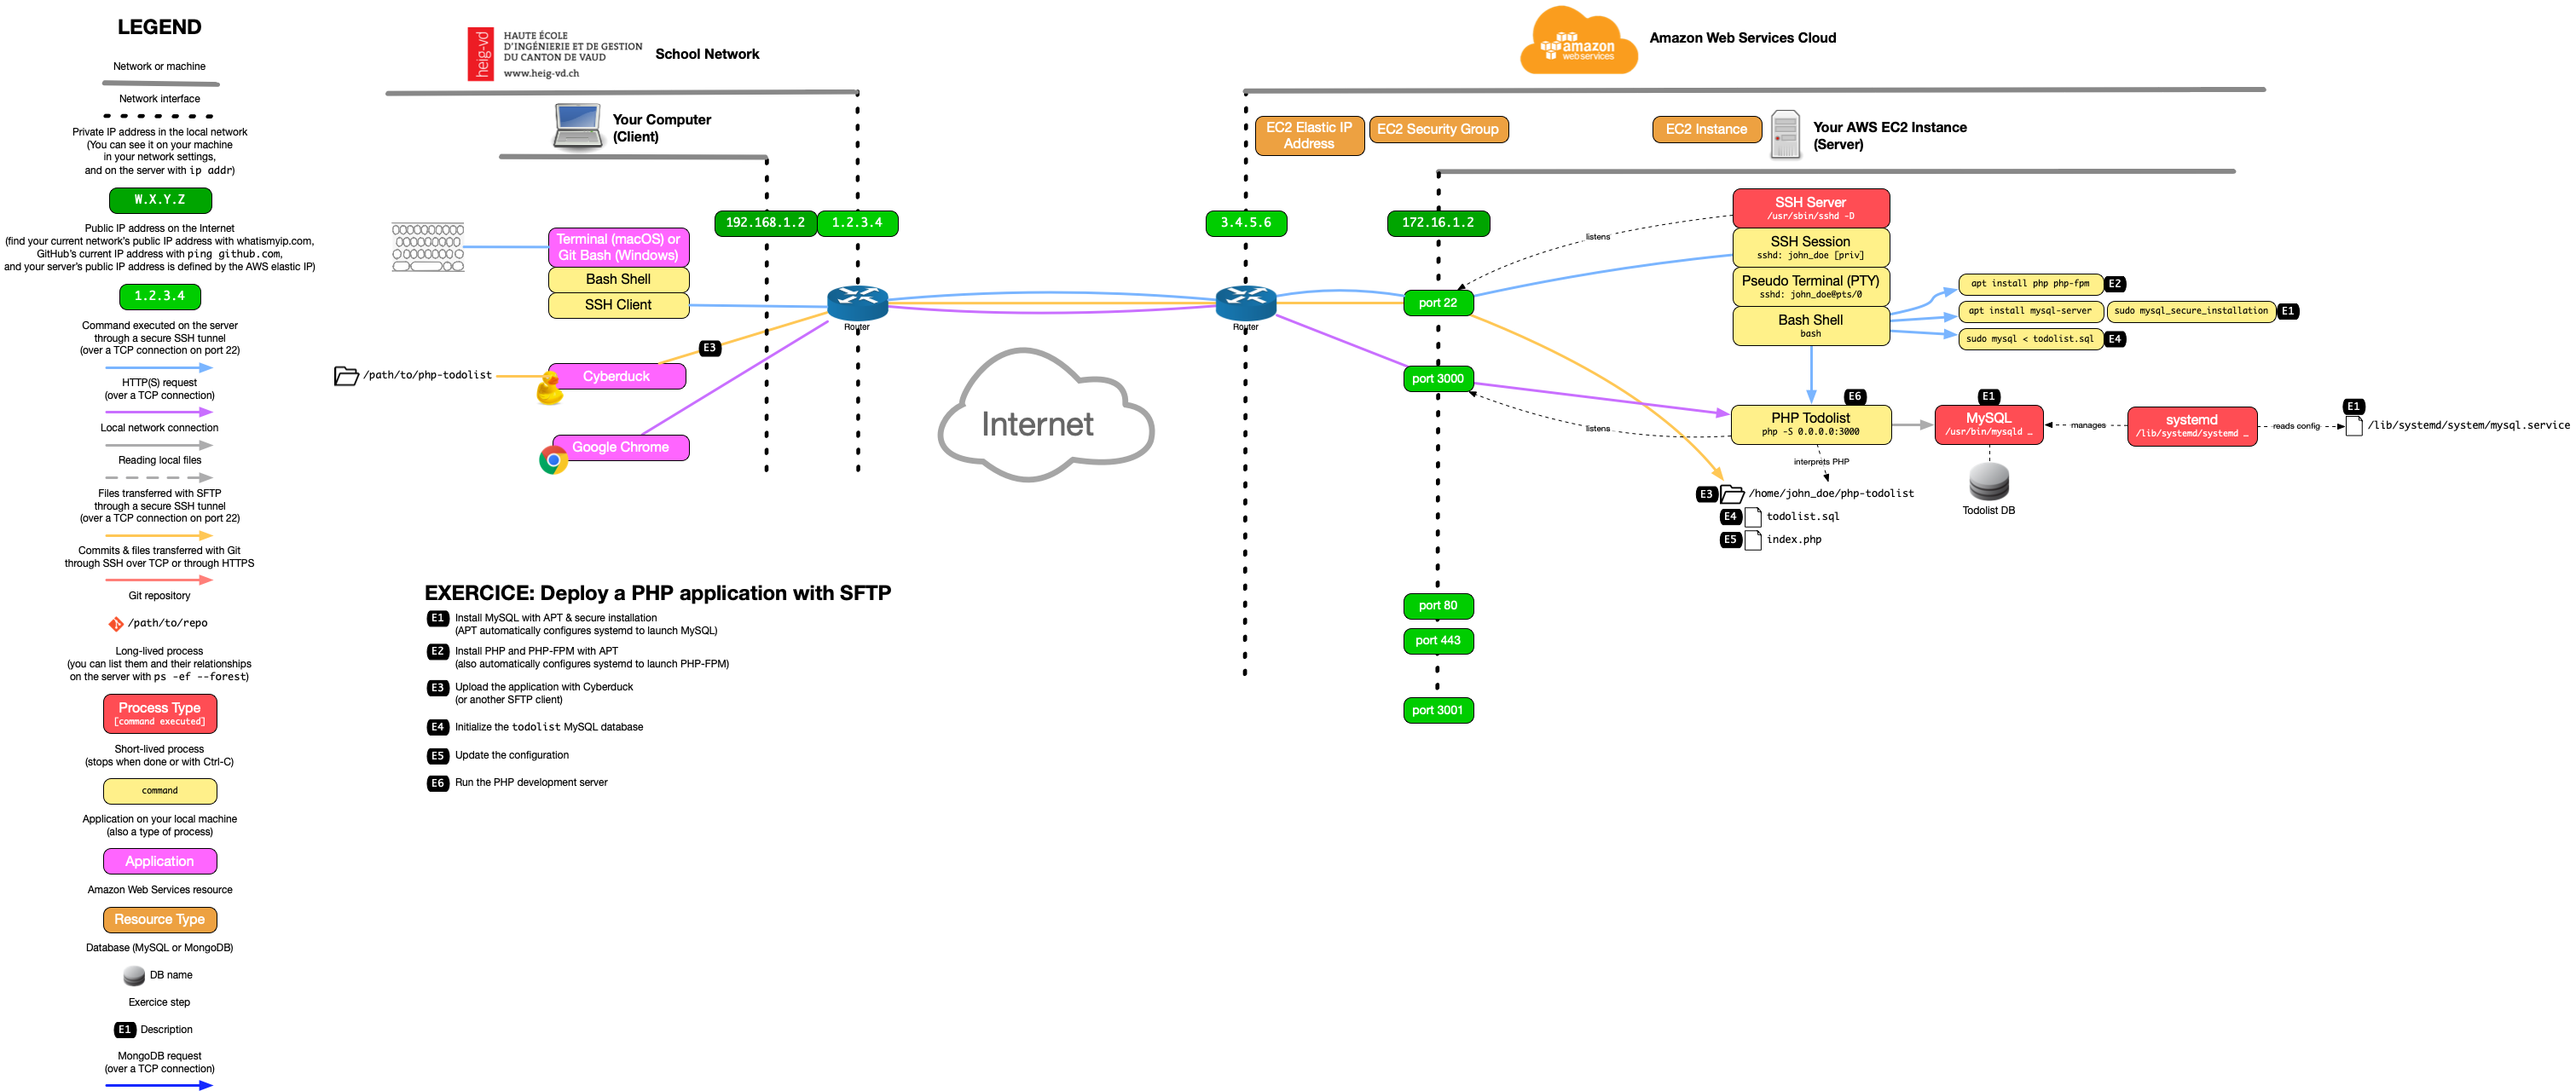 LEGEND
Network or machine
Network interface
Private IP address in the local network
(You can see it on your machine
in your network settings,
and on the server with ip addr)
W.X.Y.Z
Public IP address on the Internet
(find your current network's public IP address with whatismyip.com,
GitHub's current IP address with ping github.com,
and your server's public IP address is defined by the AWS elastic IP)
1.2.3.4
Command executed on the server
through a secure SSH tunnel
(over a TCP connection on port 22)
HTTP(S) request
(over a TCP connection)
Local network connection
Reading local files
Files transferred with SFTP
through a secure SSH tunnel
(over a TCP connection on port 22)
Commits & files transferred with Git
through SSH over TCP or through HTTPS
Git repository
/path/to/repo
Long-lived process
(you can list them and their relationships
on the server with ps -ef --forest)
Process Type
[command executed]
Short-lived process
(stops when done or with Ctrl-C)
command
Application on your local machine
(also a type of process)
Application
Amazon Web Services resource
Resource Type
Database (MySQL or MongoDB)
DB name
Exercice step
E1 Description
MongoDB request
(over a TCP connection)
heig-vd
HAUTE ÉCOLE
D'INGÉNIERIE ET DE GESTION
DU CANTON DE VAUD
www.heig-vd.ch
School Network
Your Computer
(Client)
192.168.1.2
1.2.3.4
Terminal (macOS) or
Git Bash (Windows)
Bash Shell
SSH Client
Router
E3
/path/to/php-todolist
Cyberduck
Google Chrome
Internet
amazon
webservices
Amazon Web Services Cloud
EC2 Elastic IP
Address
EC2 Security Group
EC2 Instance
Your AWS EC2 Instance
(Server)
3.4.5.6
172.16.1.2
Router
listens
port 22
port 3000
listens
port 80
port 443
port 3001
SSH Server
/usr/sbin/sshd -D
SSH Session
sshd: john_doe [priv]
Pseudo Terminal (PTY)
sshd: john_doe@pts/0
Bash Shell
bash
apt install php php-fpm E2
apt install mysql-server sudo mysql_secure_installation E1
sudo mysql < todolist.sql E4
E6
PHP Todolist
php -S 0.0.0.0:3000
E1
MySQL
/usr/bin/mysqld …
manages
systemd
/lib/systemd/systemd …
reads config
E1
/lib/systemd/system/mysql.service
interprets PHP
Todolist DB
E3 /home/john_doe/php-todolist
E4 todolist.sql
E5 index.php
EXERCICE: Deploy a PHP application with SFTP
E1 Install MySQL with APT & secure installation
(APT automatically configures systemd to launch MySQL)
E2 Install PHP and PHP-FPM with APT
(also automatically configures systemd to launch PHP-FPM)
E3 Upload the application with Cyberduck
(or another SFTP client)
E4 Initialize the todolist MySQL database
E5 Update the configuration
E6 Run the PHP development server